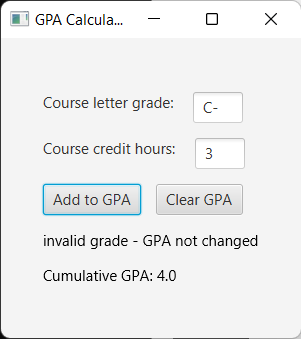 GPA Calcula...
Course letter grade: C-
Course credit hours: 3
Add to GPA Clear GPA
invalid grade - GPA not changed
Cumulative GPA: 4.0